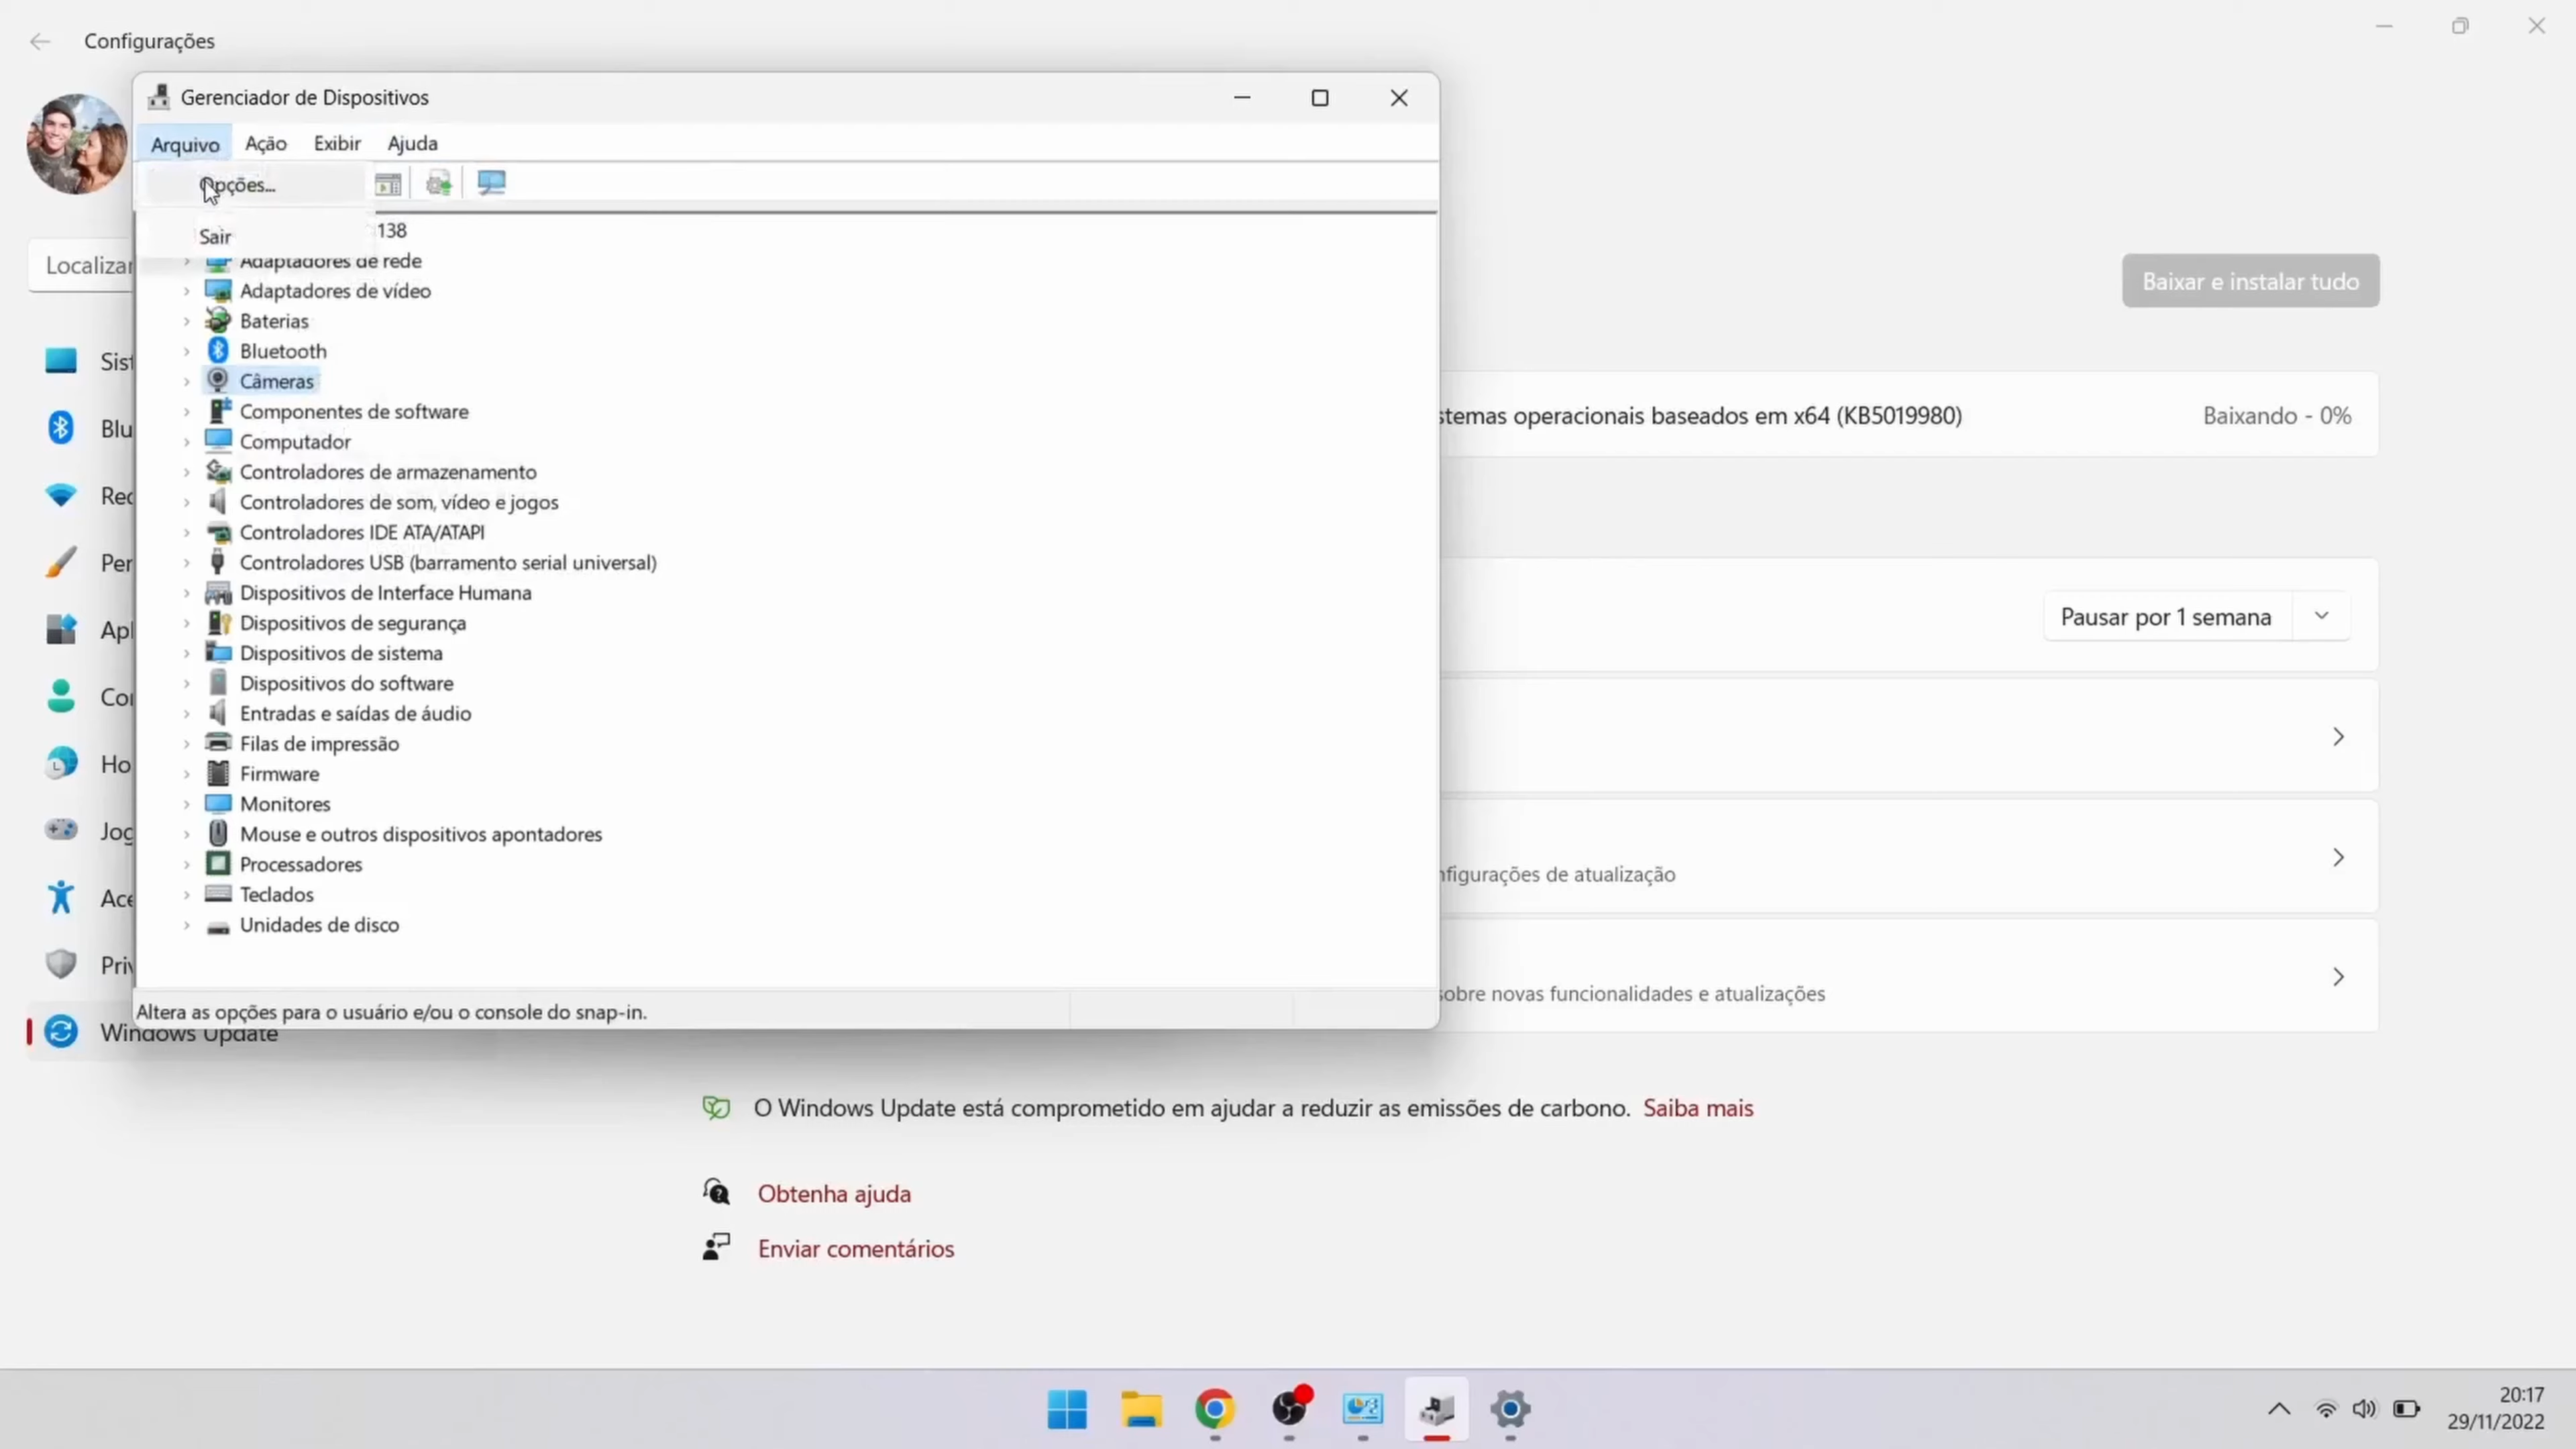 Configurações
Gerenciador de Dispositivos
Arquivo Ação Exibir Ajuda
Opções...
Sair
138
Localizar
Adaptadores de rede
Adaptadores de vídeo
Baterias
Bluetooth
Câmeras
Componentes de software
Computador
Controladores de armazenamento
Controladores de som, vídeo e jogos
Controladores IDE ATA/ATAPI
Controladores USB (barramento serial universal)
Dispositivos de Interface Humana
Dispositivos de segurança
Dispositivos de sistema
Dispositivos do software
Entradas e saídas de áudio
Filas de impressão
Firmware
Monitores
Mouse e outros dispositivos apontadores
Processadores
Teclados
Unidades de disco
Altera as opções para o usuário e/ou o console do snap-in.
Sist
Blu
Red
Per
Apl
Con
Ho
Jog
Ace
Priv
Windows Update
Baixar e instalar tudo
stemas operacionais baseados em x64 (KB5019980) Baixando - 0%
Pausar por 1 semana
nfigurações de atualização
sobre novas funcionalidades e atualizações
O Windows Update está comprometido em ajudar a reduzir as emissões de carbono. Saiba mais
Obtenha ajuda
Enviar comentários
20:17
29/11/2022